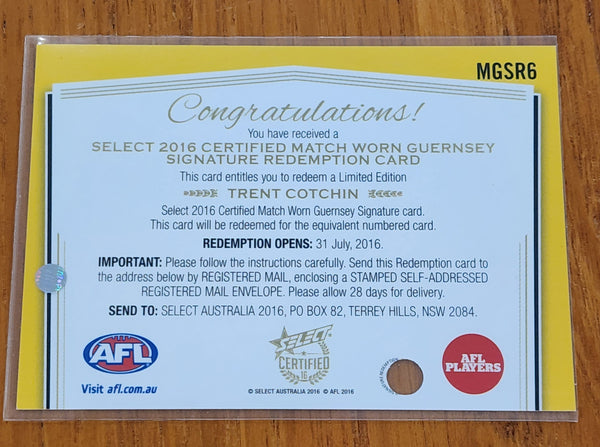 MGSR6
Congratulations!
You have received a
SELECT 2016 CERTIFIED MATCH WORN GUERNSEY
SIGNATURE REDEMPTION CARD
This card entitles you to redeem a Limited Edition
TRENT COTCHIN
Select 2016 Certified Match Worn Guernsey Signature card.
This card will be redeemed for the equivalent numbered card.
REDEMPTION OPENS: 31 July, 2016.
IMPORTANT: Please follow the instructions carefully. Send this Redemption card to
the address below by REGISTERED MAIL, enclosing a STAMPED SELF-ADDRESSED
REGISTERED MAIL ENVELOPE. Please allow 28 days for delivery.
SEND TO: SELECT AUSTRALIA 2016, PO BOX 82, TERREY HILLS, NSW 2084.
AFL
Visit afl.com.au
SELECT
CERTIFIED
16
© SELECT AUSTRALIA 2016 © AFL 2016
SIGNATURE REDEMPTION
AFL
PLAYERS